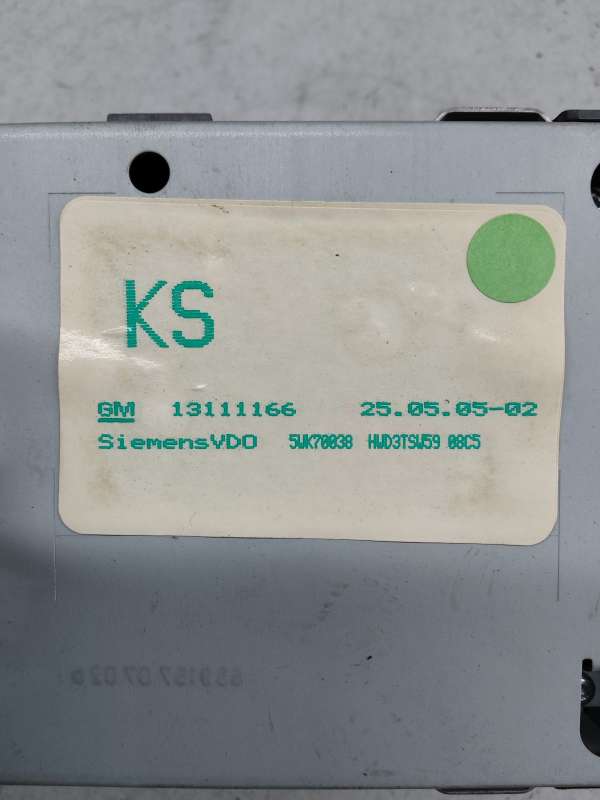 KS
GM 13111166 25.05.05-02
SiemensVDO 5WK70038 HWD3TSW59 08C5